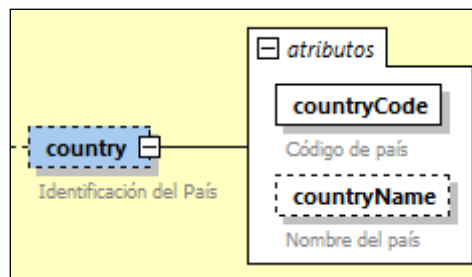 atributos
countryCode
Código de país
country
Identificación del País
countryName
Nombre del país